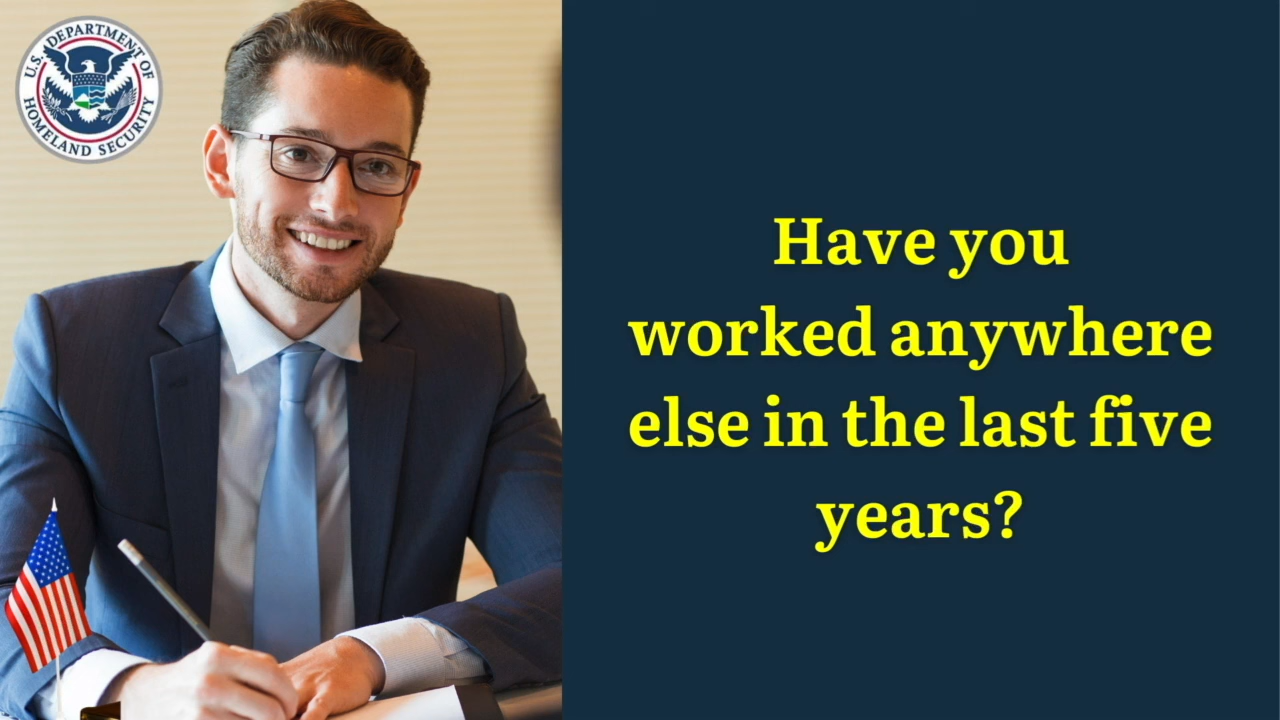 U.S. DEPARTMENT OF
HOMELAND SECURITY
Have you
worked anywhere
else in the last five
years?